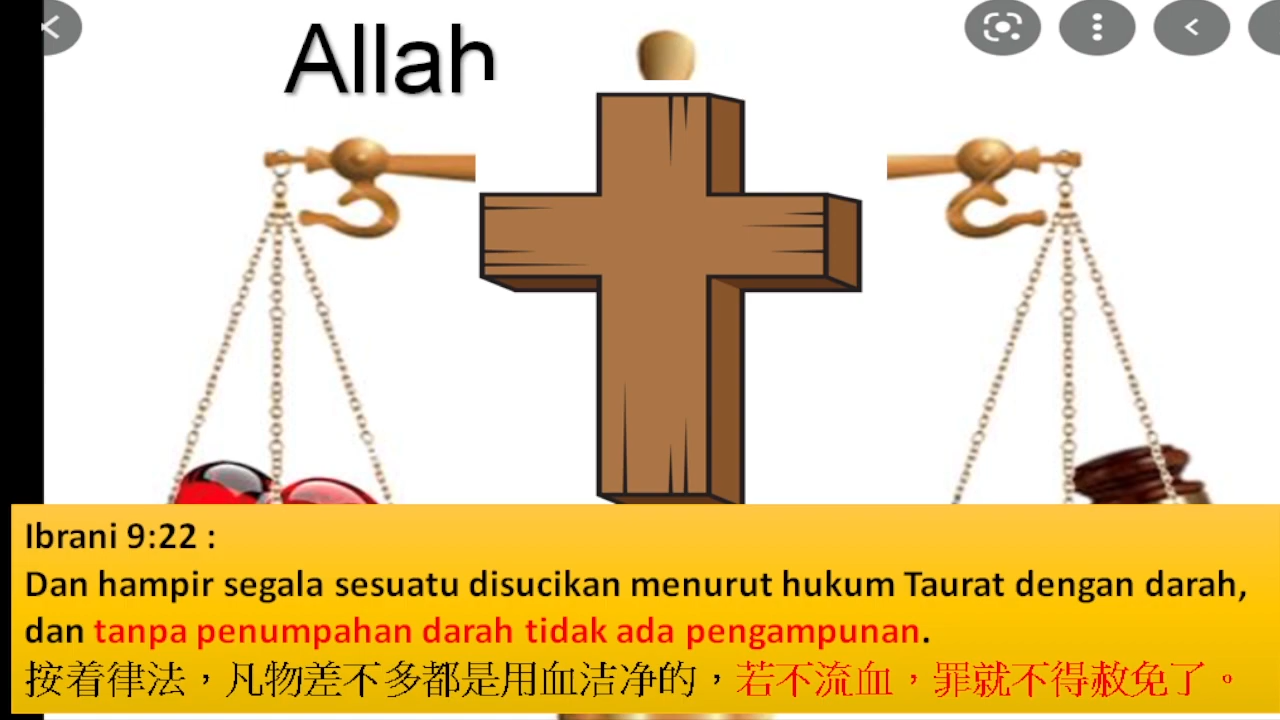 Allah
Ibrani 9:22 :
Dan hampir segala sesuatu disucikan menurut hukum Taurat dengan darah,
dan tanpa penumpahan darah tidak ada pengampunan.
按着律法，凡物差不多都是用血洁净的，若不流血，罪就不得赦免了。